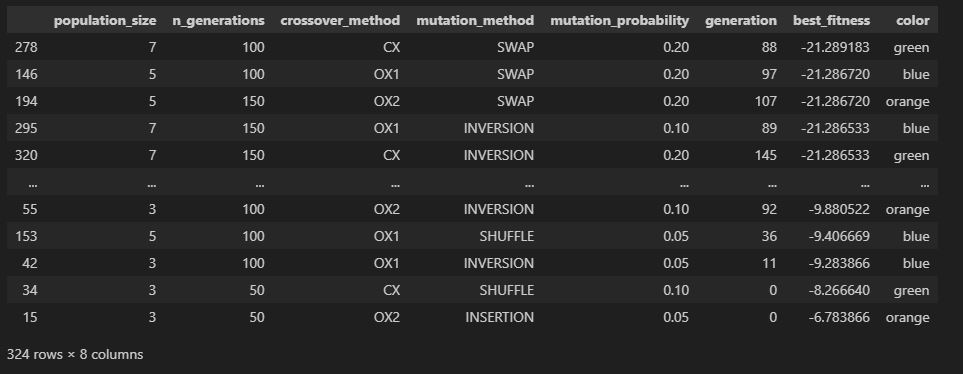 population_size n_generations crossover_method mutation_method mutation_probability generation best_fitness color
278 7 100 CX SWAP 0.20 88 -21.289183 green
146 5 100 OX1 SWAP 0.20 97 -21.286720 blue
194 5 150 OX2 SWAP 0.20 107 -21.286720 orange
295 7 150 OX1 INVERSION 0.10 89 -21.286533 blue
320 7 150 CX INVERSION 0.20 145 -21.286533 green
... ... ... ... ... ... ... ... ...
55 3 100 OX2 INVERSION 0.10 92 -9.880522 orange
153 5 100 OX1 SHUFFLE 0.05 36 -9.406669 blue
42 3 100 OX1 INVERSION 0.05 11 -9.283866 blue
34 3 50 CX SHUFFLE 0.10 0 -8.266640 green
15 3 50 OX2 INSERTION 0.05 0 -6.783866 orange
324 rows × 8 columns